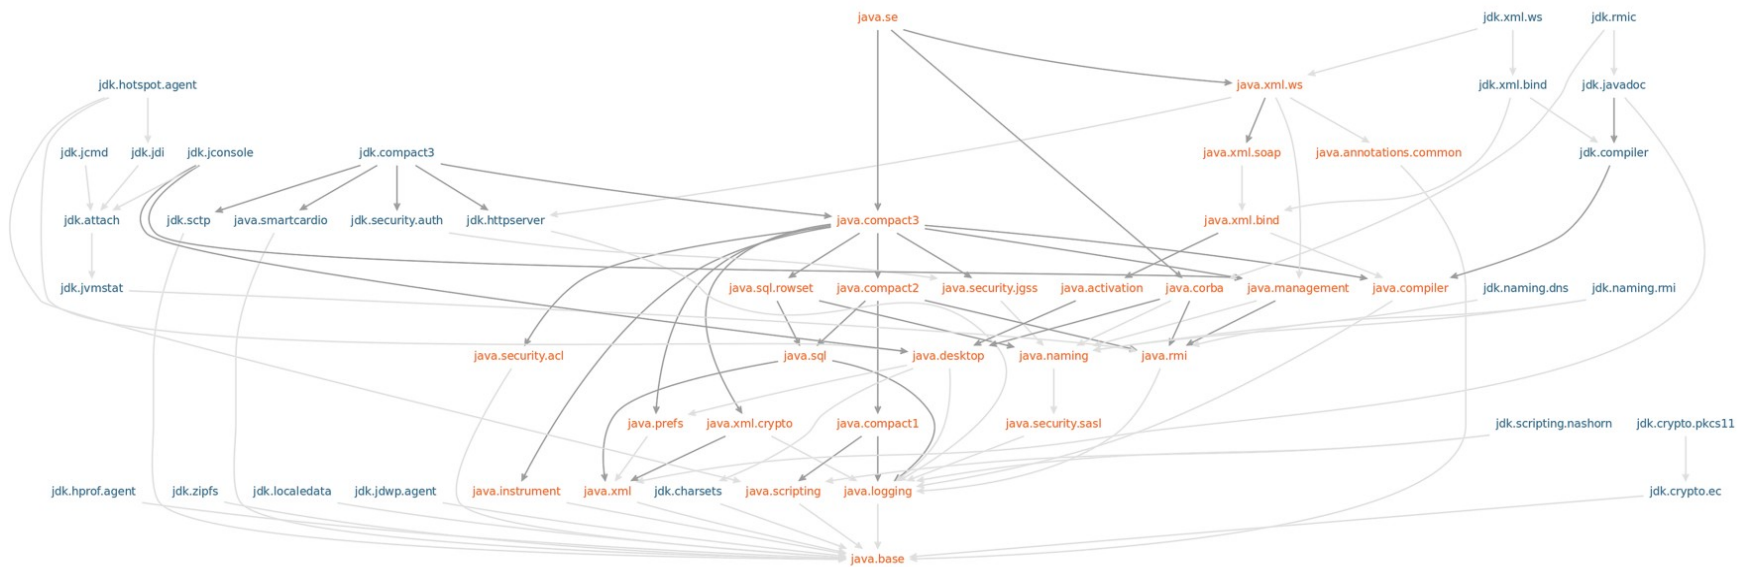 java.se
jdk.xml.ws
jdk.rmic
jdk.hotspot.agent
java.xml.ws
jdk.xml.bind
jdk.javadoc
jdk.jcmd
jdk.jdi
jdk.jconsole
jdk.compact3
java.xml.soap
java.annotations.common
jdk.compiler
jdk.attach
jdk.sctp
java.smartcardio
jdk.security.auth
jdk.httpserver
java.compact3
java.xml.bind
jdk.jvmstat
java.sql.rowset
java.compact2
java.security.jgss
java.activation
java.corba
java.management
java.compiler
jdk.naming.dns
jdk.naming.rmi
java.security.acl
java.sql
java.desktop
java.naming
java.rmi
java.prefs
java.xml.crypto
java.compact1
java.security.sasl
jdk.scripting.nashorn
jdk.crypto.pkcs11
jdk.hprof.agent
jdk.zipfs
jdk.localedata
jdk.jdwp.agent
java.instrument
java.xml
jdk.charsets
java.scripting
java.logging
jdk.crypto.ec
java.base